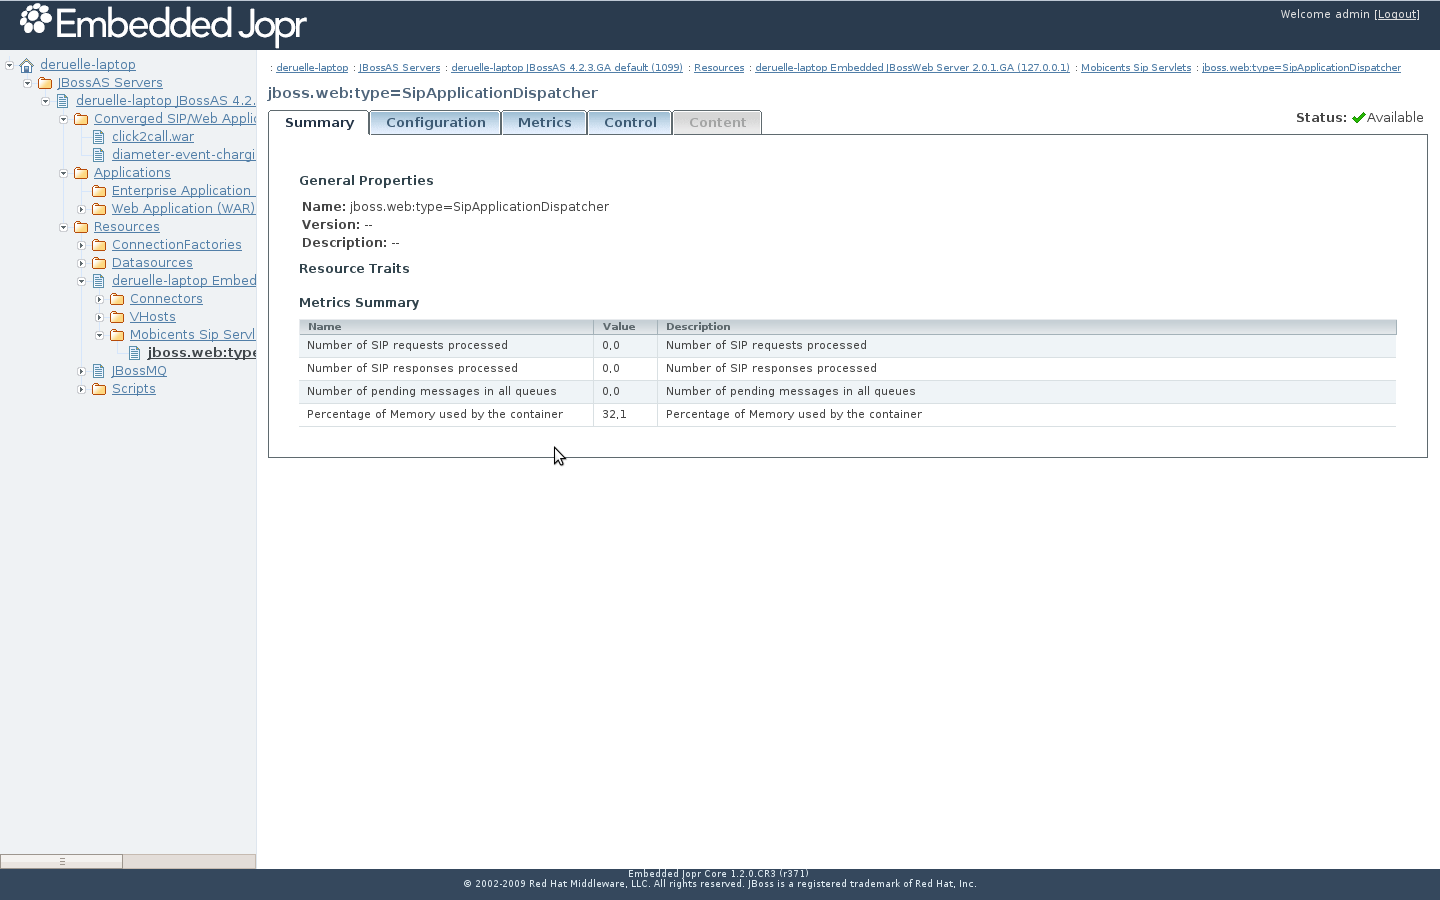 Embedded Jopr
Welcome admin [Logout]
deruelle-laptop
JBossAS Servers
deruelle-laptop JBossAS 4.2.
Converged SIP/Web Applic
click2call.war
diameter-event-chargi
Applications
Enterprise Application
Web Application (WAR)
Resources
ConnectionFactories
Datasources
deruelle-laptop Embed
Connectors
VHosts
Mobicents Sip Servl
jboss.web:type
JBossMQ
Scripts
: deruelle-laptop : JBossAS Servers : deruelle-laptop JBossAS 4.2.3.GA default (1099) : Resources : deruelle-laptop Embedded JBossWeb Server 2.0.1.GA (127.0.0.1) : Mobicents Sip Servlets : jboss.web:type=SipApplicationDispatcher
jboss.web:type=SipApplicationDispatcher
Summary Configuration Metrics Control Content
Status: Available
General Properties
Name: jboss.web:type=SipApplicationDispatcher
Version: --
Description: --
Resource Traits
Metrics Summary
Name Value Description
Number of SIP requests processed 0,0 Number of SIP requests processed
Number of SIP responses processed 0,0 Number of SIP responses processed
Number of pending messages in all queues 0,0 Number of pending messages in all queues
Percentage of Memory used by the container 32,1 Percentage of Memory used by the container
Embedded Jopr Core 1.2.0.CR3 (r371)
© 2002-2009 Red Hat Middleware, LLC. All rights reserved. JBoss is a registered trademark of Red Hat, Inc.